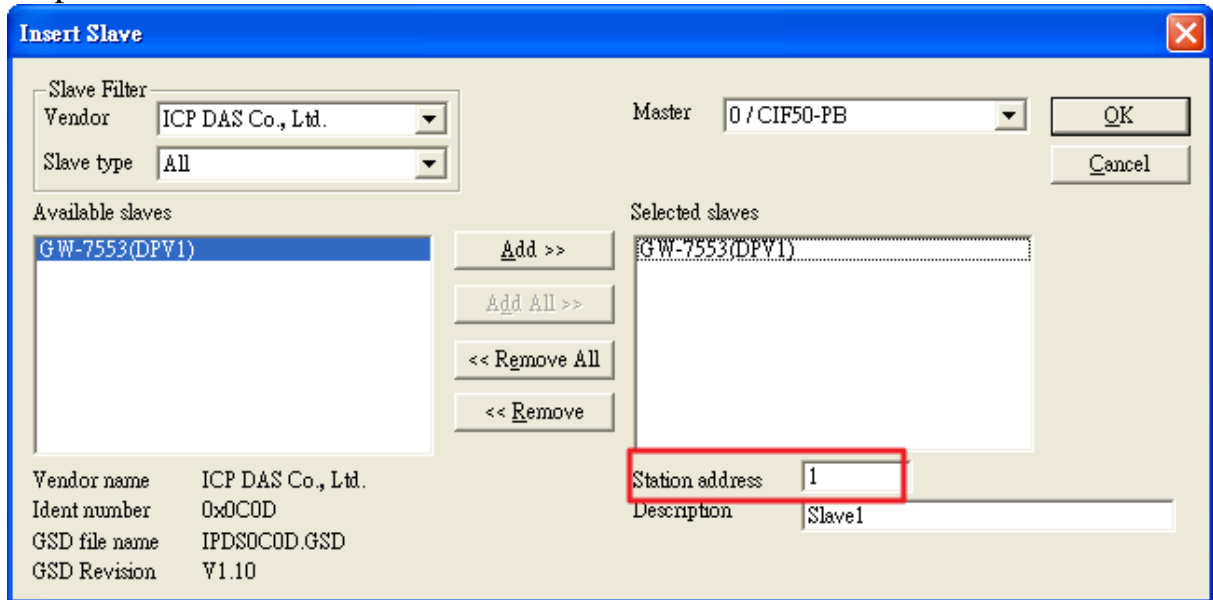 Insert Slave
Slave Filter
Vendor ICP DAS Co., Ltd.
Slave type All
Master 0 / CIF50-PB
OK
Cancel
Available slaves
GW-7553(DPV1)
Add >>
Add All >>
<< Remove All
<< Remove
Selected slaves
GW-7553(DPV1)
Station address 1
Description Slave1
Vendor name ICP DAS Co., Ltd.
Ident number 0x0C0D
GSD file name IPDS0C0D.GSD
GSD Revision V1.10